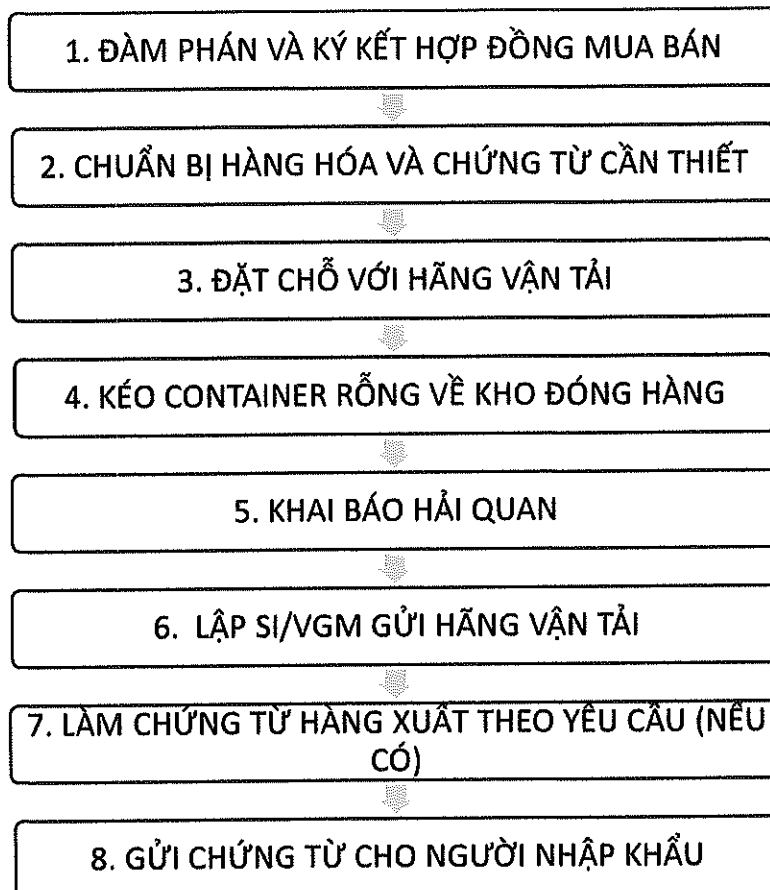 1. ĐÀM PHÁN VÀ KÝ KẾT HỢP ĐỒNG MUA BÁN
2. CHUẨN BỊ HÀNG HÓA VÀ CHỨNG TỪ CẦN THIẾT
3. ĐẶT CHỖ VỚI HÃNG VẬN TẢI
4. KÉO CONTAINER RỖNG VỀ KHO ĐÓNG HÀNG
5. KHAI BÁO HẢI QUAN
6. LẬP SI/VGM GỬI HÃNG VẬN TẢI
7. LÀM CHỨNG TỪ HÀNG XUẤT THEO YÊU CẦU (NẾU
CÓ)
8. GỬI CHỨNG TỪ CHO NGƯỜI NHẬP KHẨU